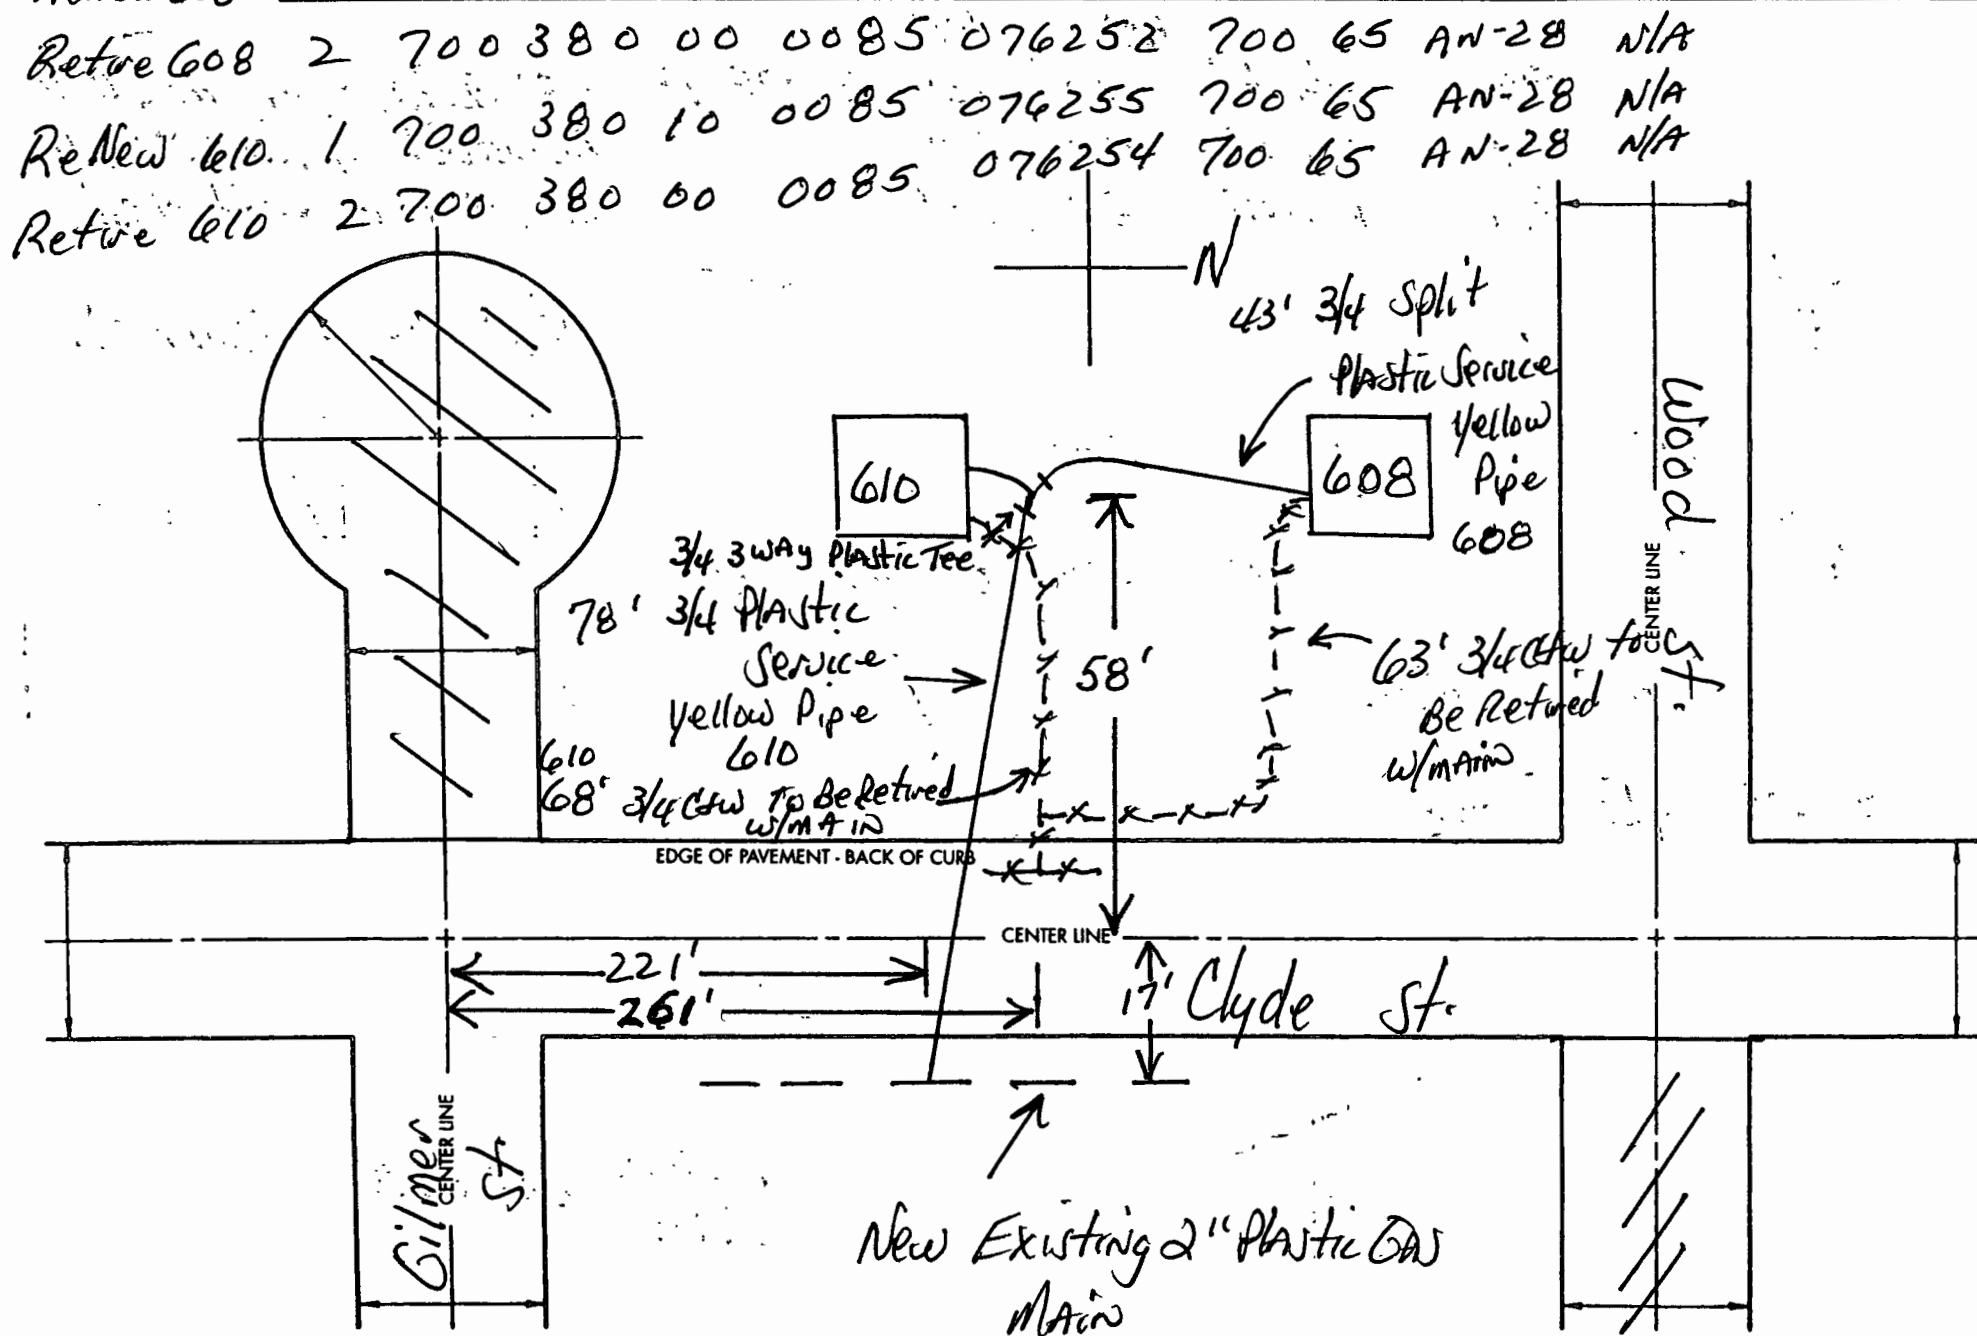 Retire 608 2 700 380 00 0085 076252 700 65 AN-28 N/A
ReNew 610 1 700 380 10 0085 076255 700 65 AN-28 N/A
Retire 610 2 700 380 00 0085 076254 700 65 AN-28 N/A
N
43' 3/4 Split
Plastic Service
Yellow
Pipe
608
610
608
3/4 3 way Plastic Tee
78' 3/4 Plastic
Service
Yellow Pipe
610
610
68' 3/4 C&W To Be Retired
w/MAIN
58'
63' 3/4 C&W to
Be Retired
w/main
Wood St.
CENTER LINE
EDGE OF PAVEMENT - BACK OF CURB
CENTER LINE
221'
261'
17'
Clyde St.
Gilmer St
CENTER LINE
New Existing 2" Plastic Gas
Main